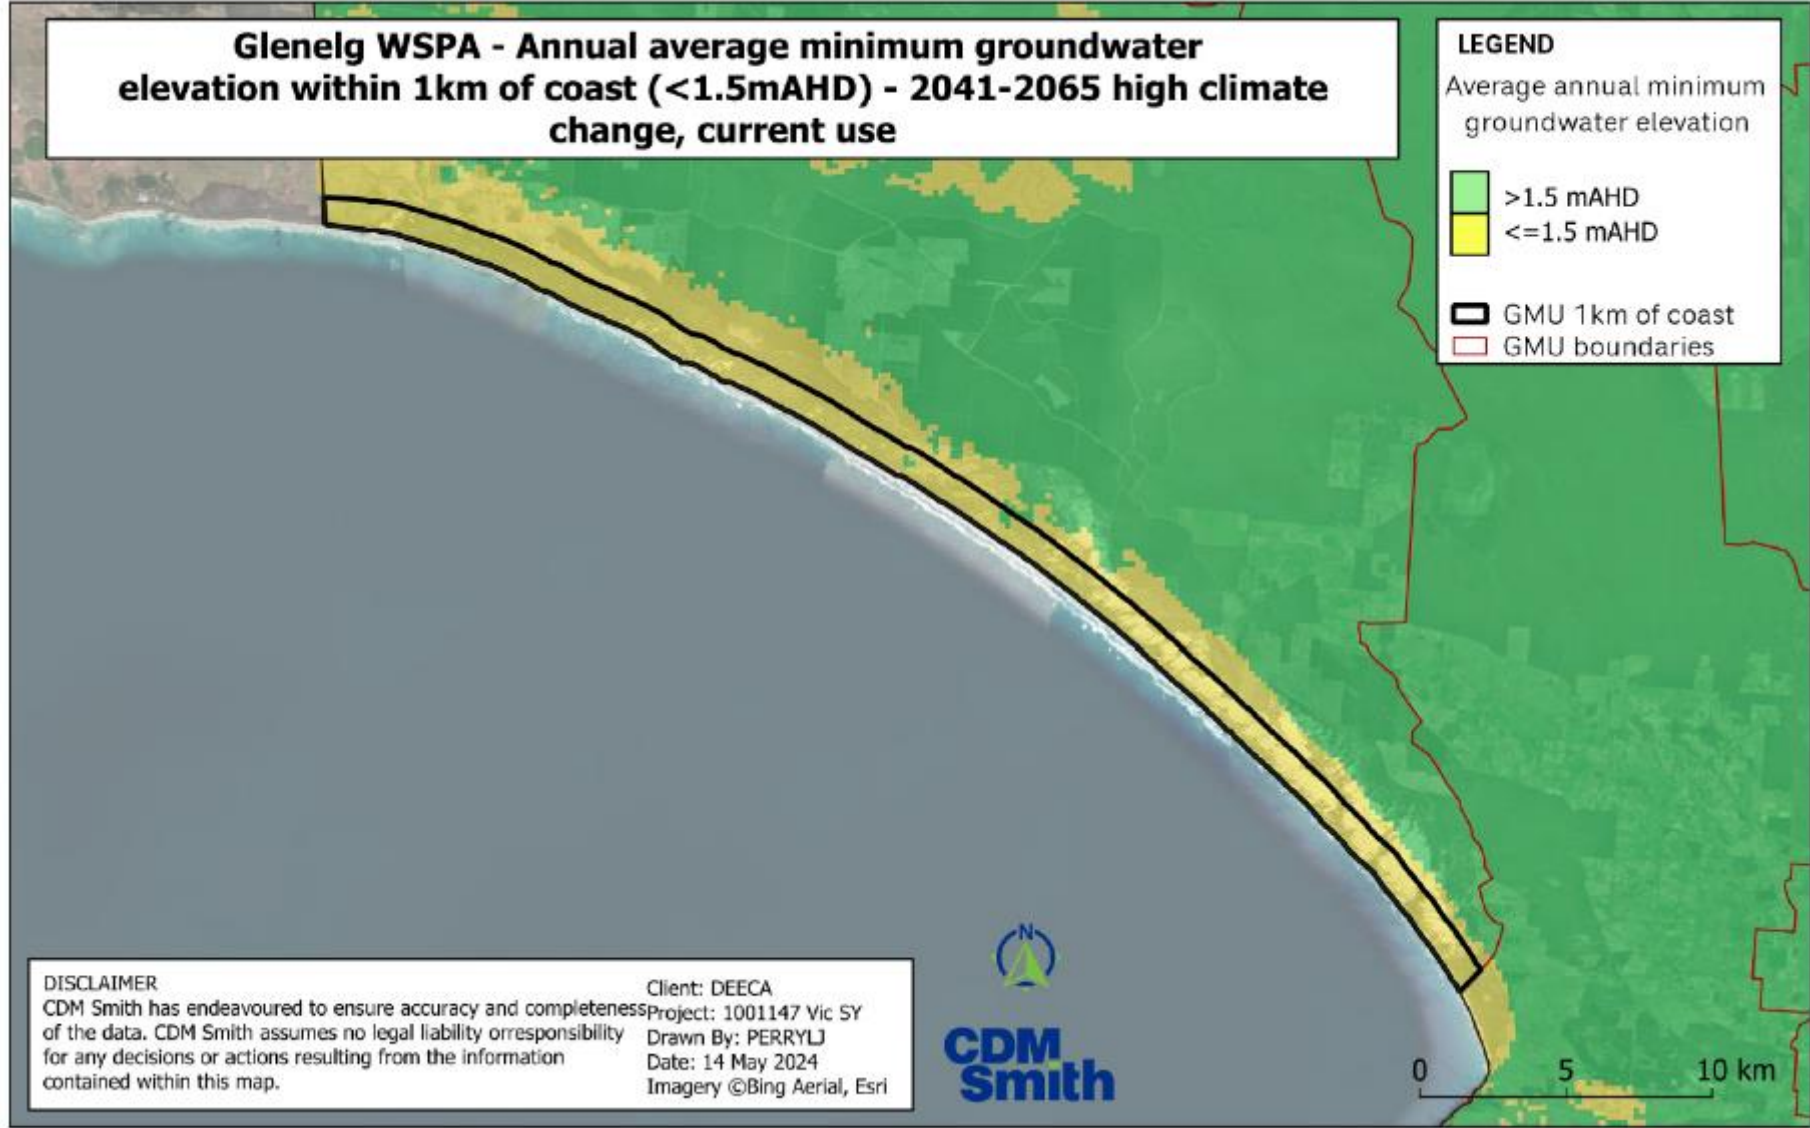 Glenelg WSPA - Annual average minimum groundwater
elevation within 1km of coast (<1.5mAHD) - 2041-2065 high climate
change, current use
LEGEND
Average annual minimum
groundwater elevation
>1.5 mAHD
<=1.5 mAHD
GMU 1km of coast
GMU boundaries
DISCLAIMER
CDM Smith has endeavoured to ensure accuracy and completeness
of the data. CDM Smith assumes no legal liability orresponsibility
for any decisions or actions resulting from the information
contained within this map.
Client: DEECA
Project: 1001147 Vic SY
Drawn By: PERRYLJ
Date: 14 May 2024
Imagery ©Bing Aerial, Esri
N
CDM
Smith
0 5 10 km